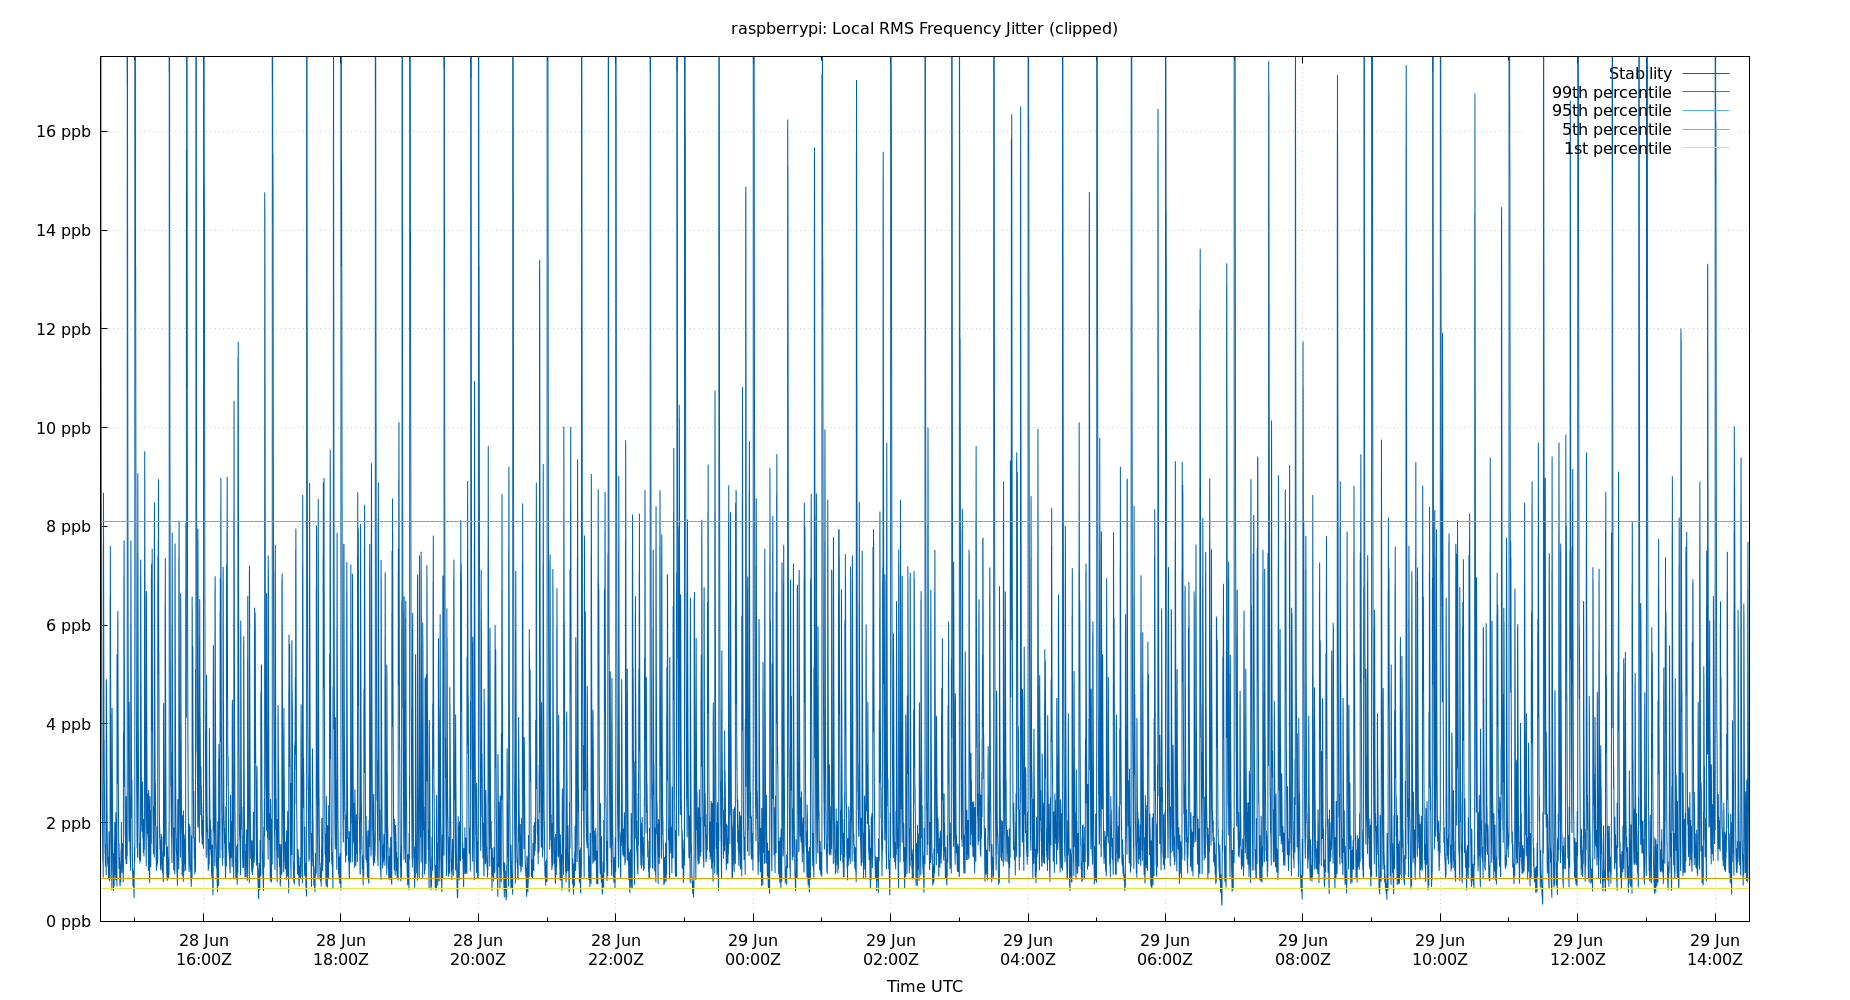 raspberrypi: Local RMS Frequency Jitter (clipped)
Stability
99th percentile
95th percentile
5th percentile
1st percentile
16 ppb
14 ppb
12 ppb
10 ppb
8 ppb
6 ppb
4 ppb
2 ppb
0 ppb
28 Jun 28 Jun 28 Jun 28 Jun 29 Jun 29 Jun 29 Jun 29 Jun 29 Jun 29 Jun 29 Jun 29 Jun
16:00Z 18:00Z 20:00Z 22:00Z 00:00Z 02:00Z 04:00Z 06:00Z 08:00Z 10:00Z 12:00Z 14:00Z
Time UTC